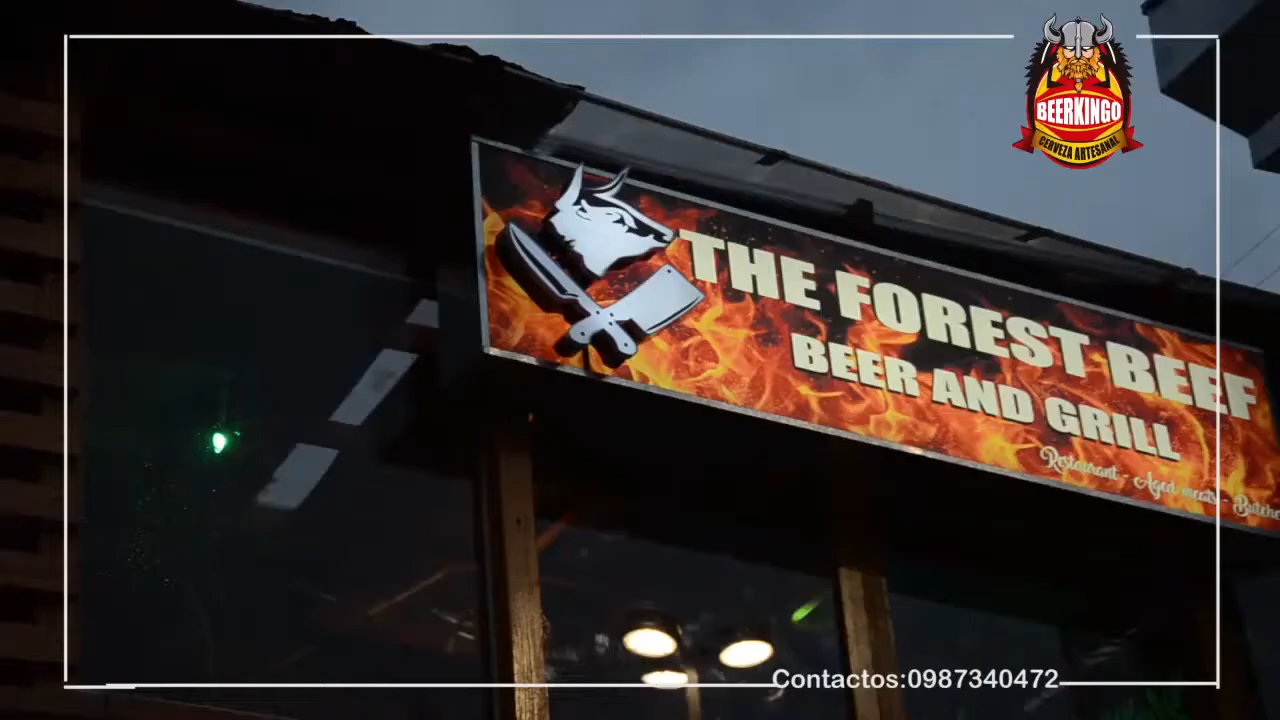 BEERKINGO
CERVEZA ARTESANAL
THE FOREST BEEF
BEER AND GRILL
Restaurant - Aged meats -
Contactos:0987340472